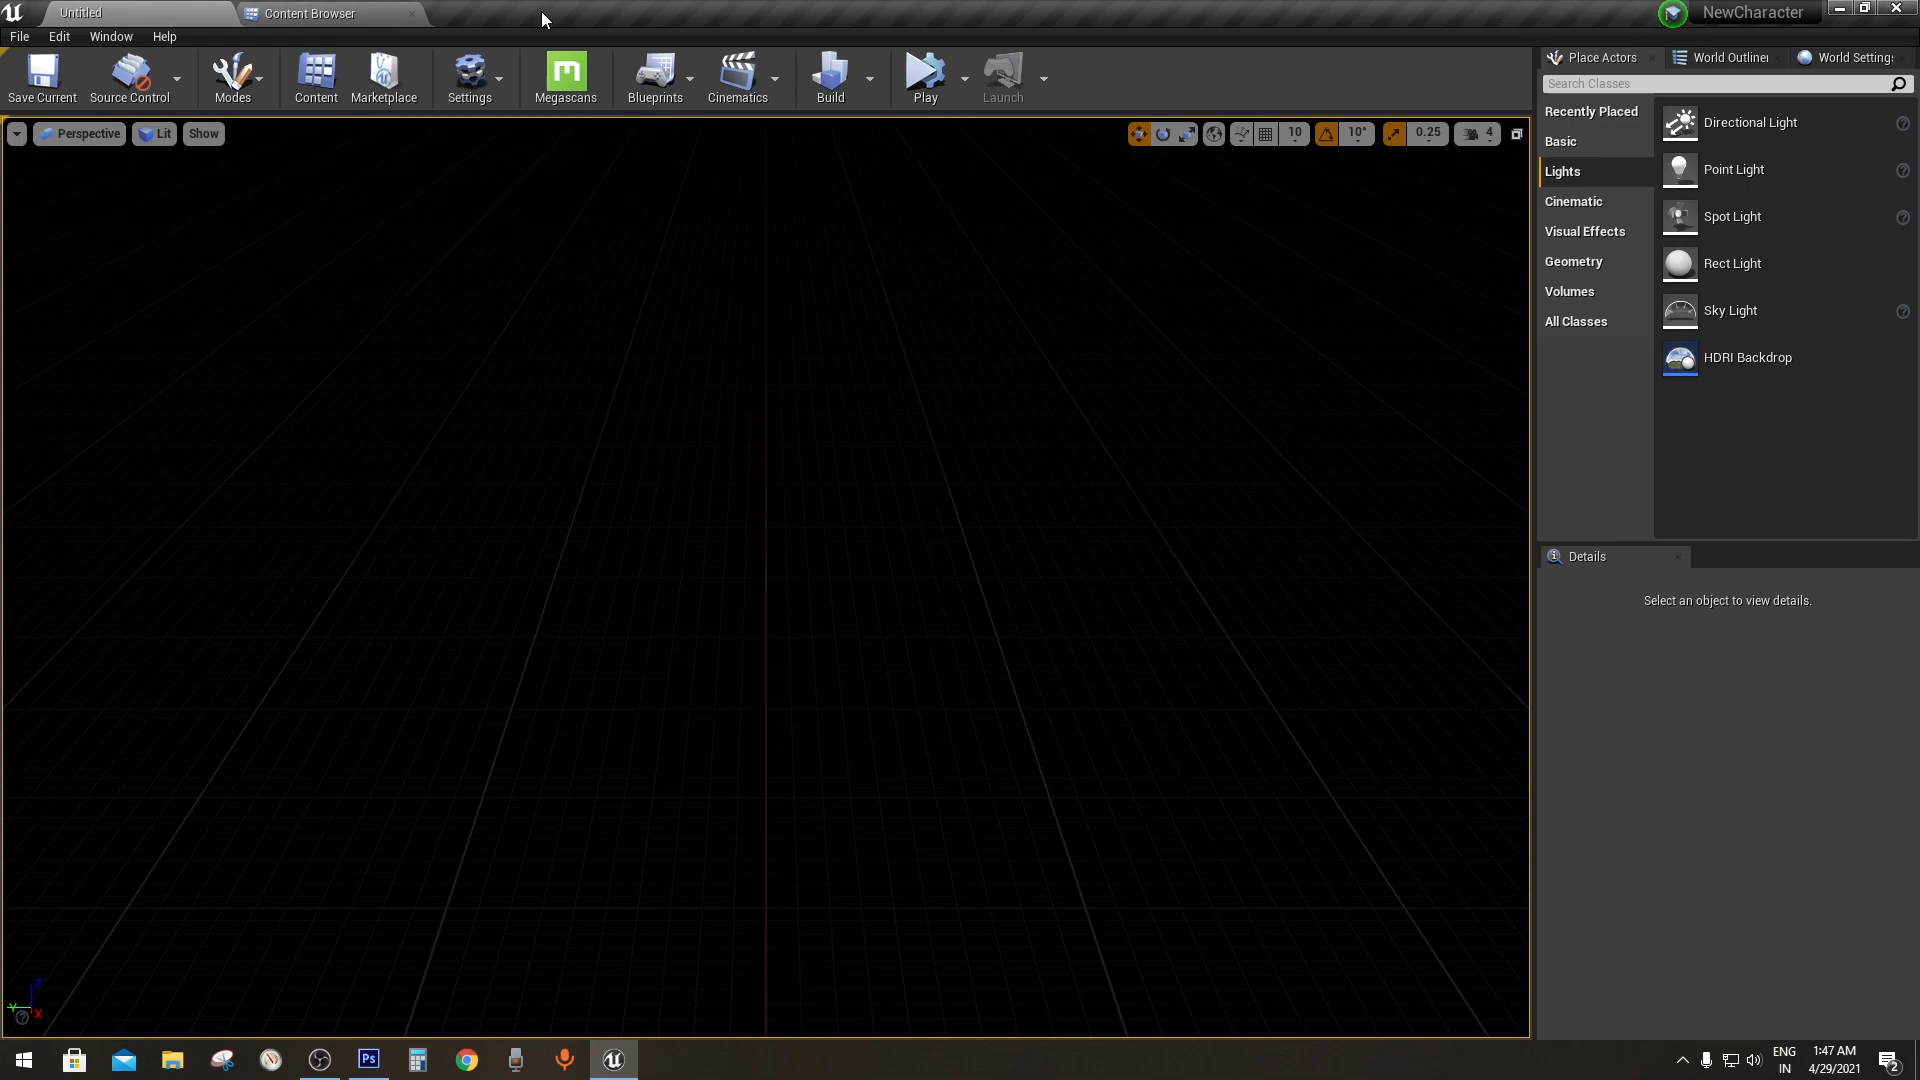 Untitled
Content Browser
NewCharacter
File Edit Window Help
Save Current
Source Control
Modes
Content
Marketplace
Settings
Megascans
Blueprints
Cinematics
Build
Play
Launch
Place Actors
World Outliner
World Settings
Search Classes
Perspective
Lit
Show
10
10°
0.25
4
Recently Placed
Basic
Lights
Cinematic
Visual Effects
Geometry
Volumes
All Classes
Directional Light
Point Light
Spot Light
Rect Light
Sky Light
HDRI Backdrop
Details
Select an object to view details.
Z
Y
X
Ps
ENG
IN
1:47 AM
4/29/2021
2